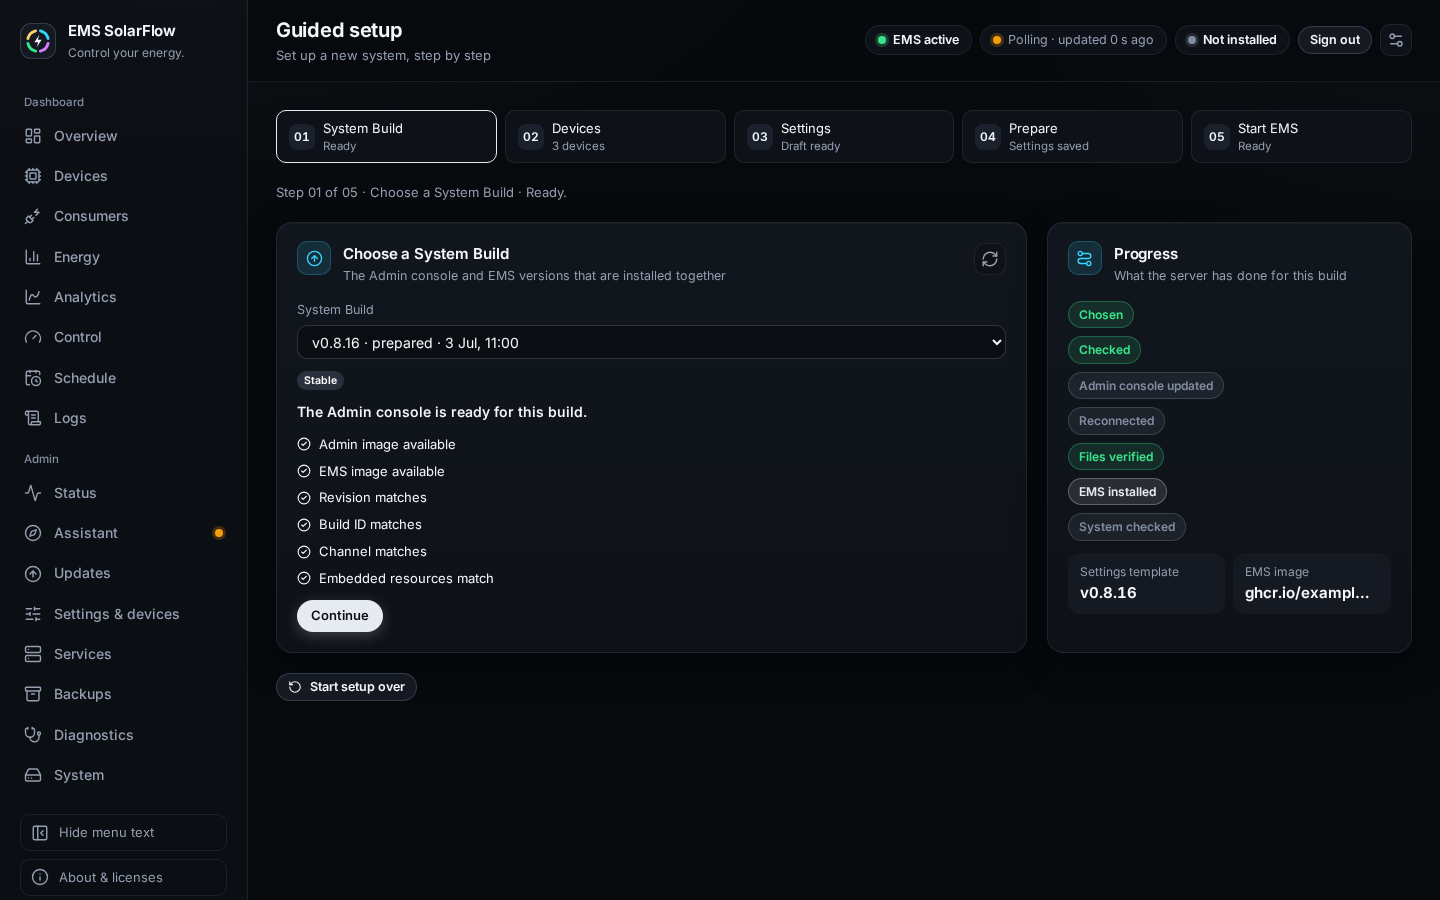 EMS SolarFlow
Control your energy.
Dashboard
Overview
Devices
Consumers
Energy
Analytics
Control
Schedule
Logs
Admin
Status
Assistant
Updates
Settings & devices
Services
Backups
Diagnostics
System
Hide menu text
About & licenses
Guided setup
Set up a new system, step by step
EMS active
Polling · updated 0 s ago
Not installed
Sign out
01 System Build
Ready
02 Devices
3 devices
03 Settings
Draft ready
04 Prepare
Settings saved
05 Start EMS
Ready
Step 01 of 05 · Choose a System Build · Ready.
Choose a System Build
The Admin console and EMS versions that are installed together
System Build
v0.8.16 · prepared · 3 Jul, 11:00
Stable
The Admin console is ready for this build.
Admin image available
EMS image available
Revision matches
Build ID matches
Channel matches
Embedded resources match
Continue
Progress
What the server has done for this build
Chosen
Checked
Admin console updated
Reconnected
Files verified
EMS installed
System checked
Settings template
v0.8.16
EMS image
ghcr.io/exampl...
Start setup over